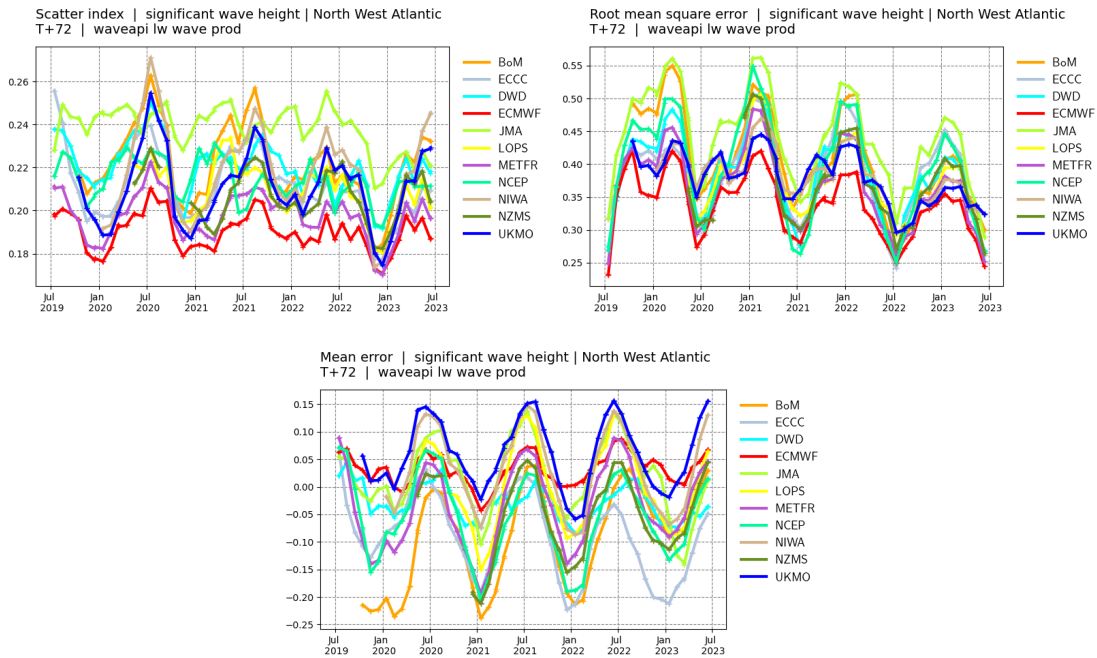 Scatter index | significant wave height | North West Atlantic
T+72 | waveapi lw wave prod
0.26
0.24
0.22
0.20
0.18
Jul 2019
Jan 2020
Jul 2020
Jan 2021
Jul 2021
Jan 2022
Jul 2022
Jan 2023
Jul 2023
BoM
ECCC
DWD
ECMWF
JMA
LOPS
METFR
NCEP
NIWA
NZMS
UKMO
Root mean square error | significant wave height | North West Atlantic
T+72 | waveapi lw wave prod
0.55
0.50
0.45
0.40
0.35
0.30
0.25
Jul 2019
Jan 2020
Jul 2020
Jan 2021
Jul 2021
Jan 2022
Jul 2022
Jan 2023
Jul 2023
BoM
ECCC
DWD
ECMWF
JMA
LOPS
METFR
NCEP
NIWA
NZMS
UKMO
Mean error | significant wave height | North West Atlantic
T+72 | waveapi lw wave prod
0.15
0.10
0.05
0.00
−0.05
−0.10
−0.15
−0.20
−0.25
Jul 2019
Jan 2020
Jul 2020
Jan 2021
Jul 2021
Jan 2022
Jul 2022
Jan 2023
Jul 2023
BoM
ECCC
DWD
ECMWF
JMA
LOPS
METFR
NCEP
NIWA
NZMS
UKMO